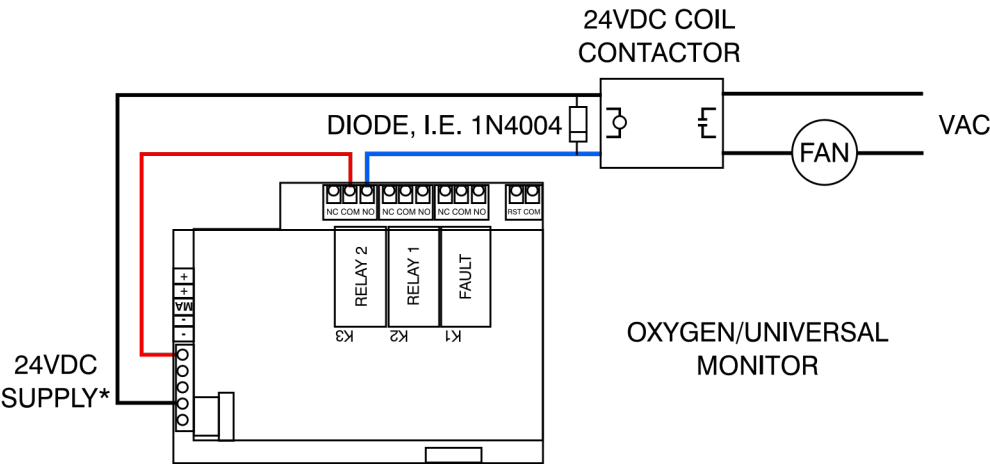 24VDC COIL
CONTACTOR
DIODE, I.E. 1N4004
VAC
FAN
NC COM NO NC COM NO NC COM NO RST COM
RELAY 2
RELAY 1
FAULT
K3
K2
K1
+
+
MA
-
-
24VDC
SUPPLY*
OXYGEN/UNIVERSAL
MONITOR